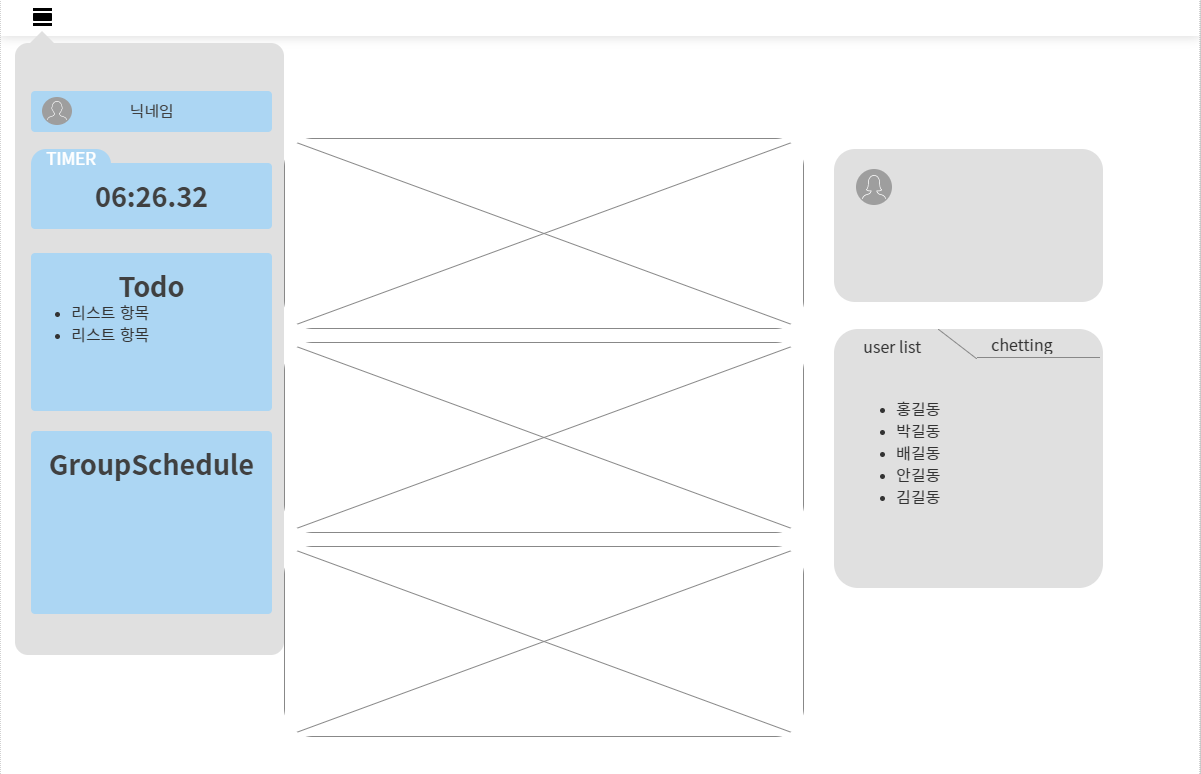 닉네임
TIMER
06:26.32
Todo
리스트 항목
리스트 항목
GroupSchedule
user list
chetting
홍길동
박길동
배길동
안길동
김길동